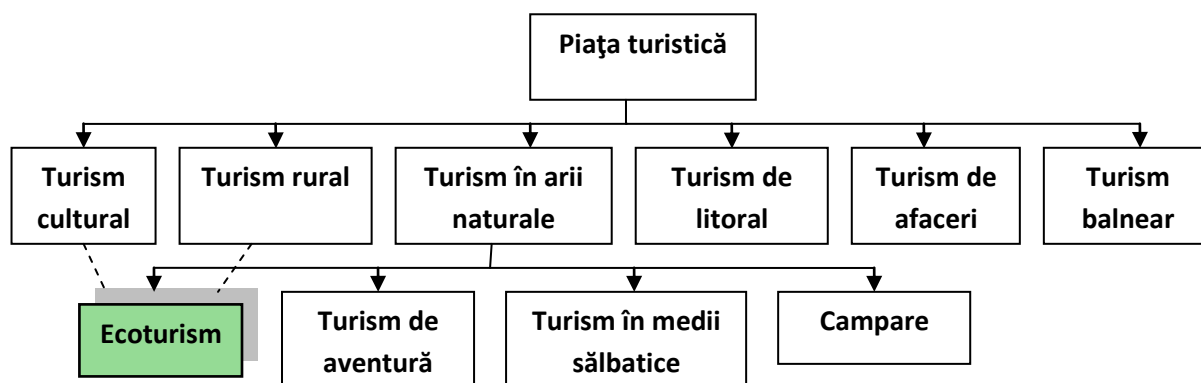 Piaţa turistică
Turism
cultural
Turism rural
Turism în arii
naturale
Turism de
litoral
Turism de
afaceri
Turism
balnear
Ecoturism
Turism de
aventură
Turism în medii
sălbatice
Campare